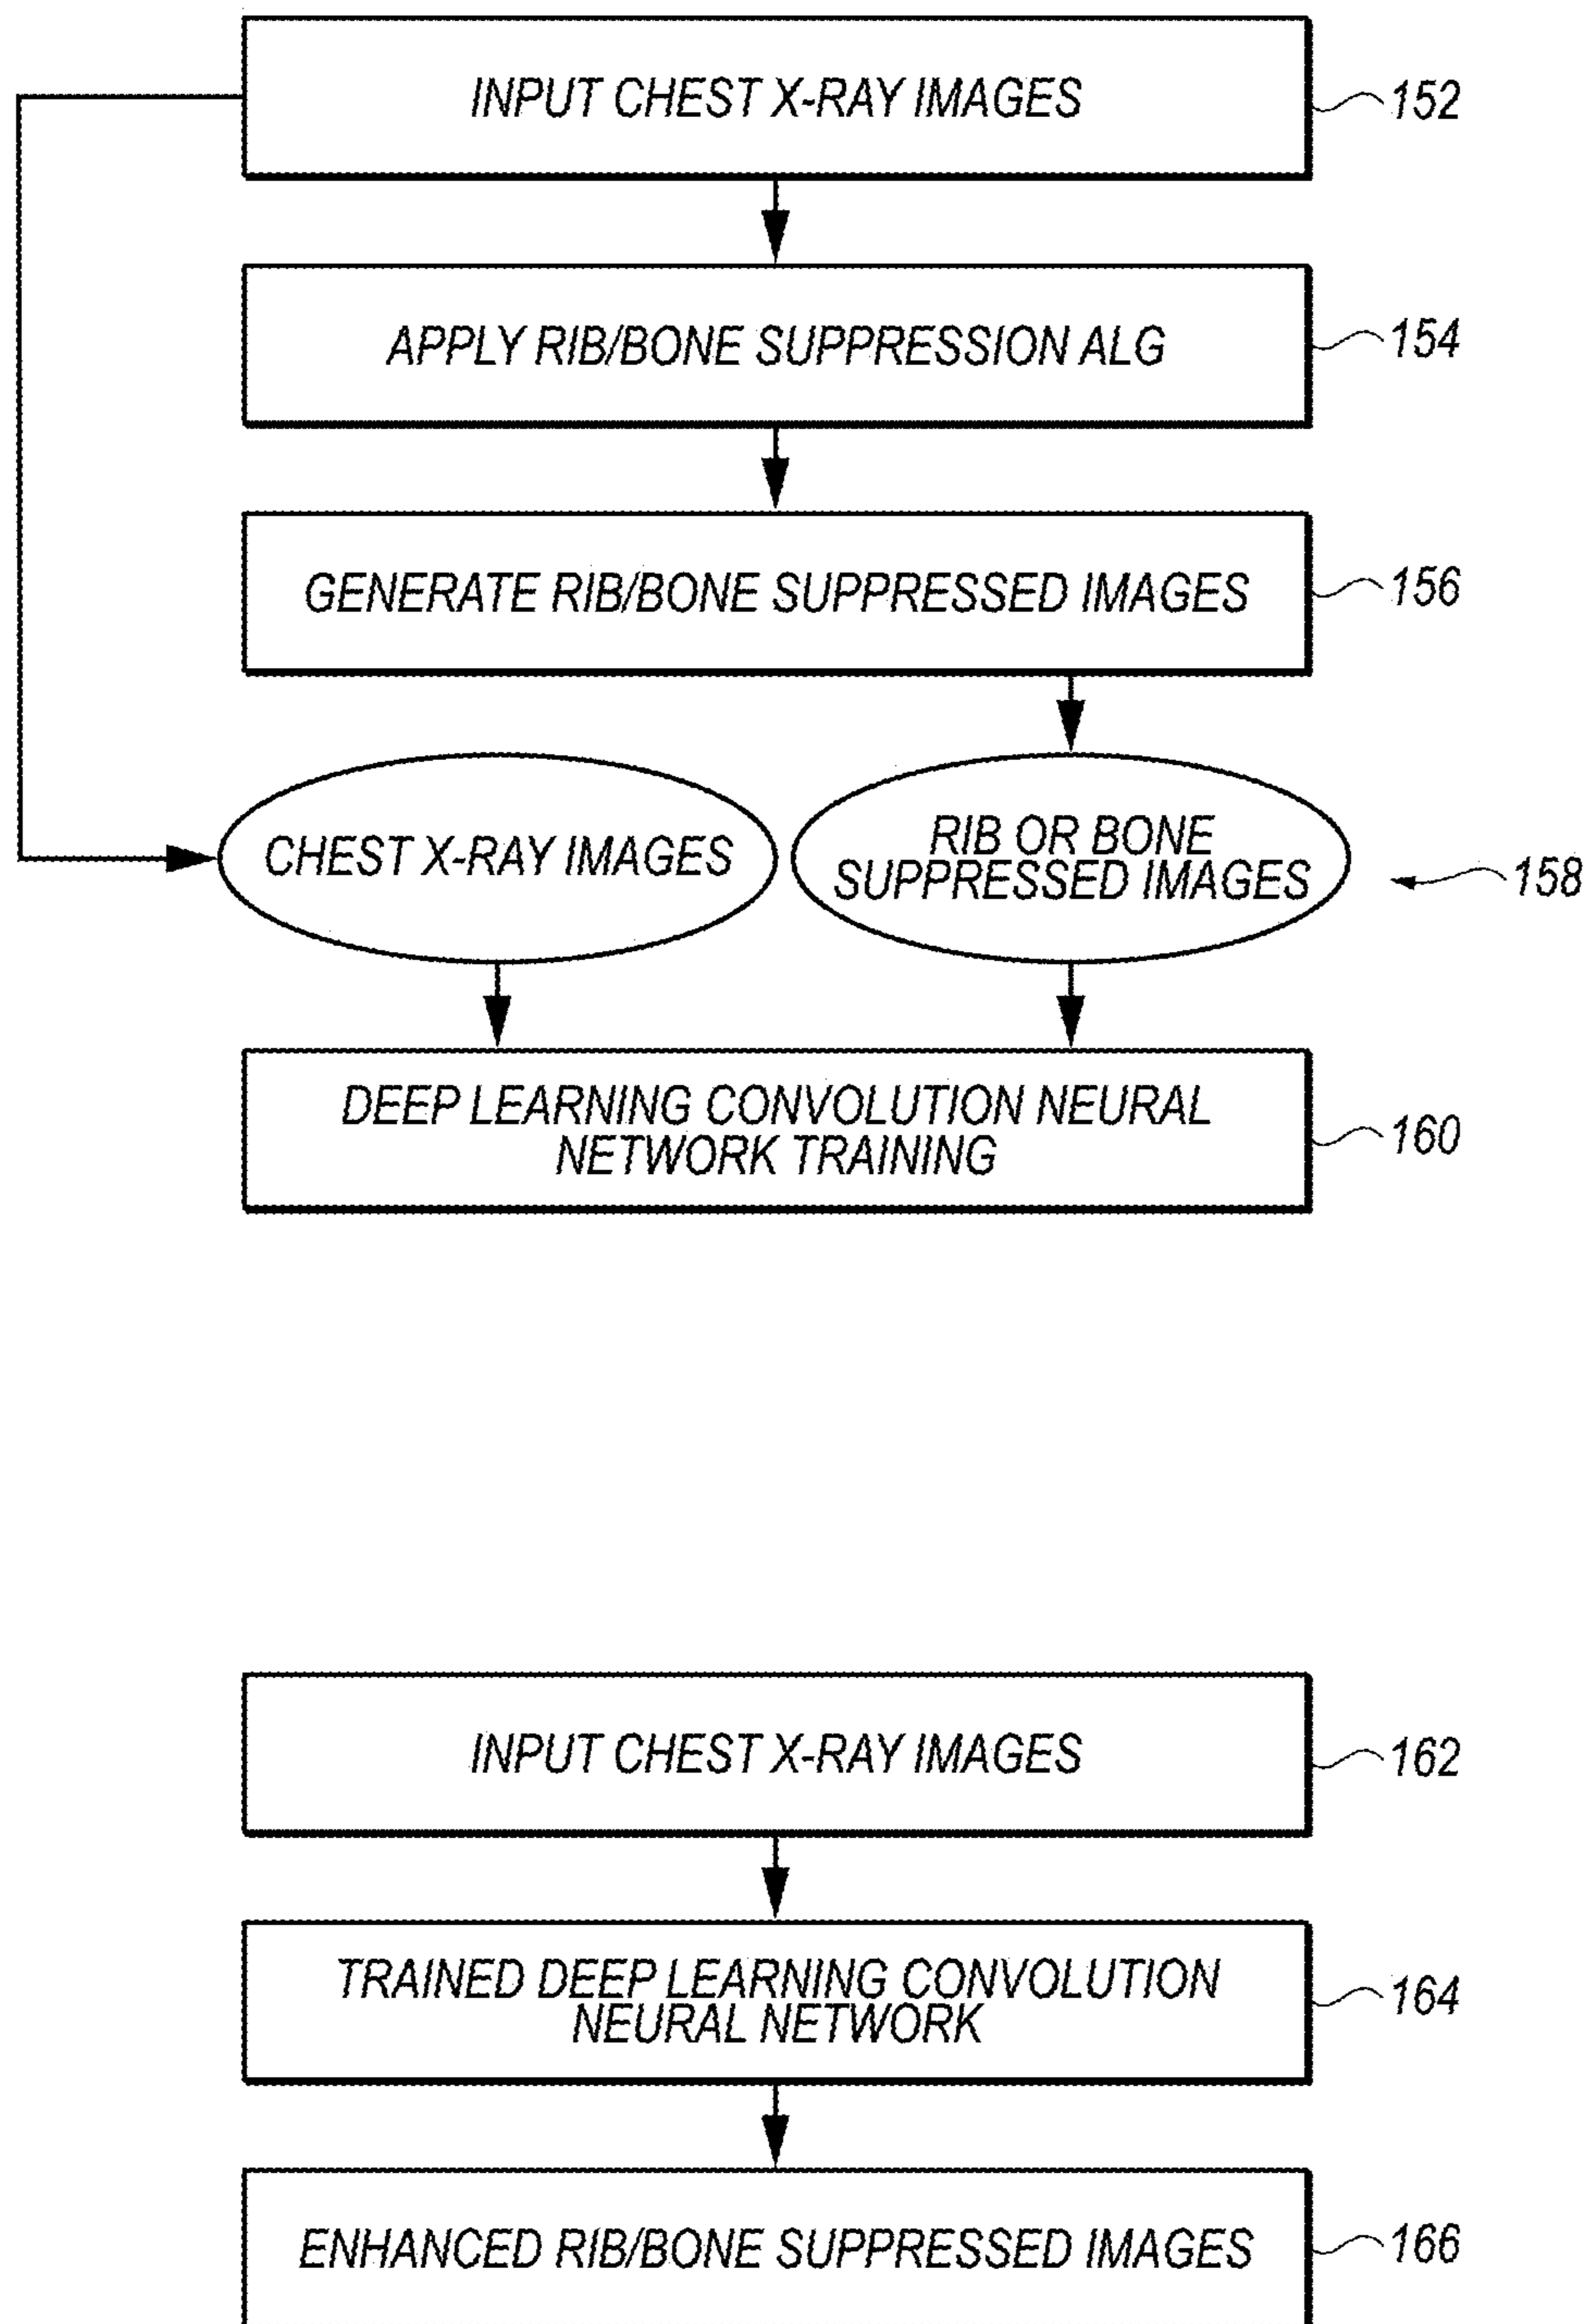 INPUT CHEST X-RAY IMAGES
152
APPLY RIB/BONE SUPPRESSION ALG
154
GENERATE RIB/BONE SUPPRESSED IMAGES
156
CHEST X-RAY IMAGES
RIB OR BONE
SUPPRESSED IMAGES
158
DEEP LEARNING CONVOLUTION NEURAL
NETWORK TRAINING
160
INPUT CHEST X-RAY IMAGES
162
TRAINED DEEP LEARNING CONVOLUTION
NEURAL NETWORK
164
ENHANCED RIB/BONE SUPPRESSED IMAGES
166